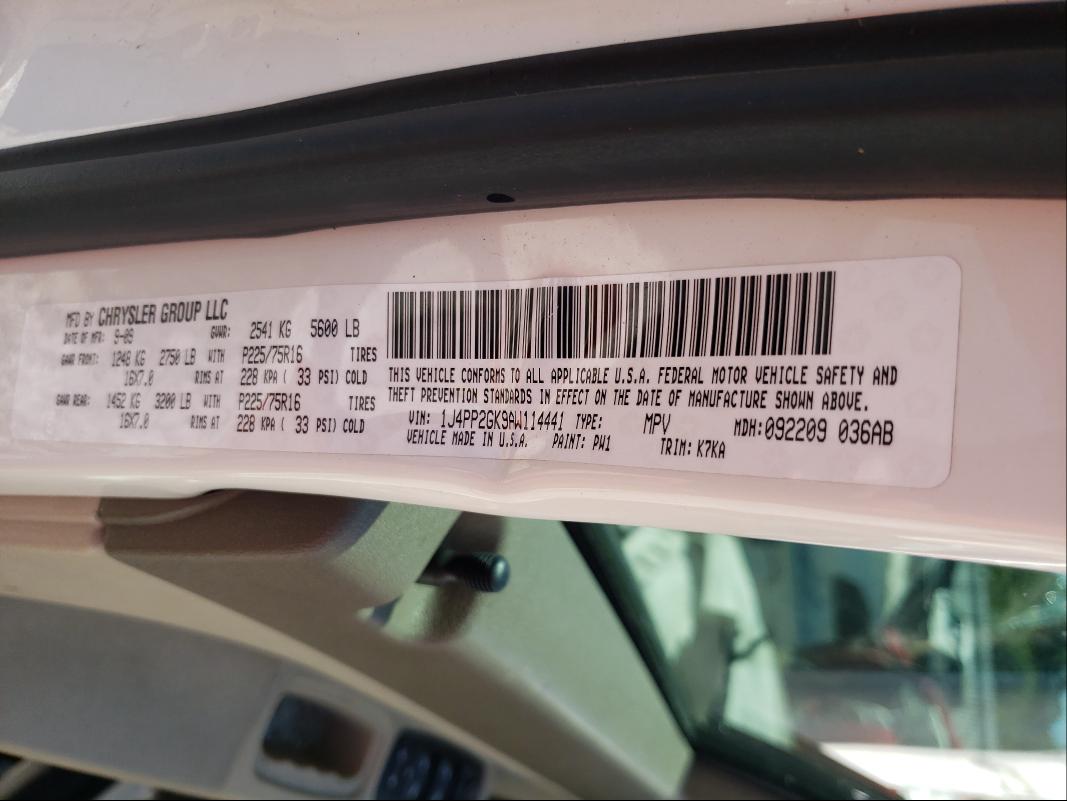 MFD BY CHRYSLER GROUP LLC
DATE OF MFR: 9-09 GVWR: 2541 KG 5600 LB
GAWR FRONT: 1248 KG 2750 LB WITH P225/75R16 TIRES
16X7.0 RIMS AT 228 KPA ( 33 PSI) COLD
GAWR REAR: 1452 KG 3200 LB WITH P225/75R16 TIRES
16X7.0 RIMS AT 228 KPA ( 33 PSI) COLD
THIS VEHICLE CONFORMS TO ALL APPLICABLE U.S.A. FEDERAL MOTOR VEHICLE SAFETY AND
THEFT PREVENTION STANDARDS IN EFFECT ON THE DATE OF MANUFACTURE SHOWN ABOVE.
VIN: 1J4PP2GK9AW114441 TYPE: MPV MDH:092209 036AB
VEHICLE MADE IN U.S.A. PAINT: PW1 TRIM: K7KA